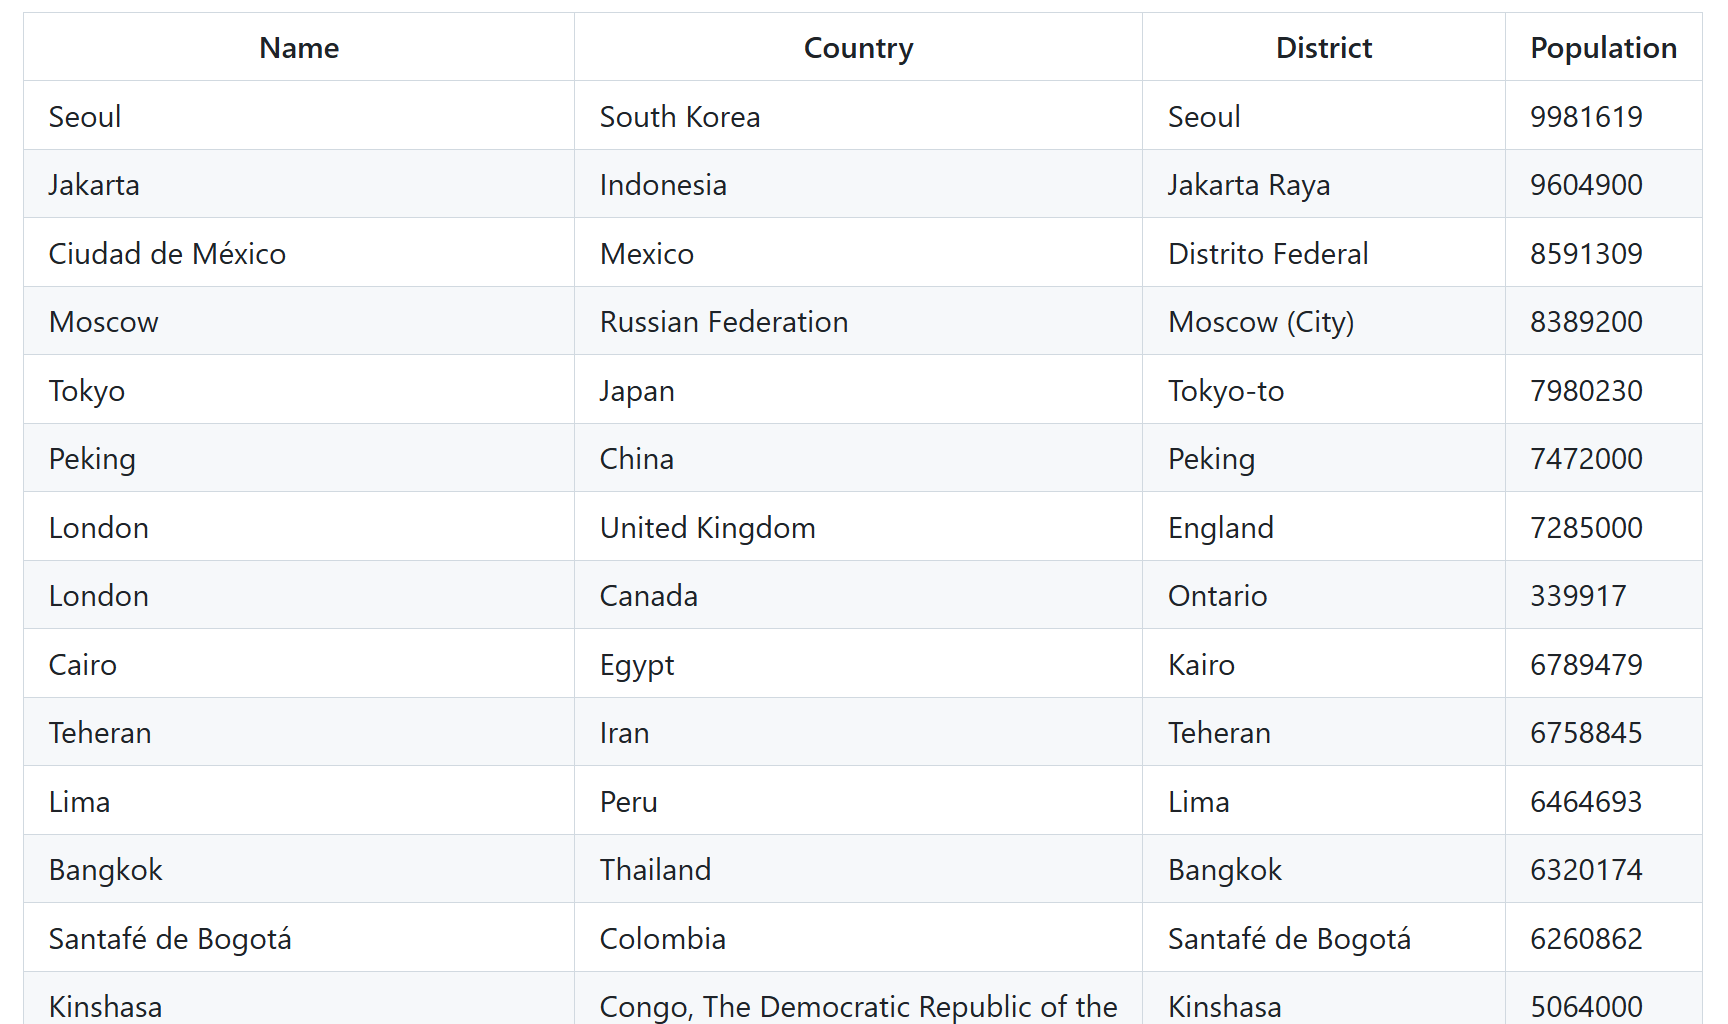 Name Country District Population
Seoul South Korea Seoul 9981619
Jakarta Indonesia Jakarta Raya 9604900
Ciudad de México Mexico Distrito Federal 8591309
Moscow Russian Federation Moscow (City) 8389200
Tokyo Japan Tokyo-to 7980230
Peking China Peking 7472000
London United Kingdom England 7285000
London Canada Ontario 339917
Cairo Egypt Kairo 6789479
Teheran Iran Teheran 6758845
Lima Peru Lima 6464693
Bangkok Thailand Bangkok 6320174
Santafé de Bogotá Colombia Santafé de Bogotá 6260862
Kinshasa Congo, The Democratic Republic of the Kinshasa 5064000